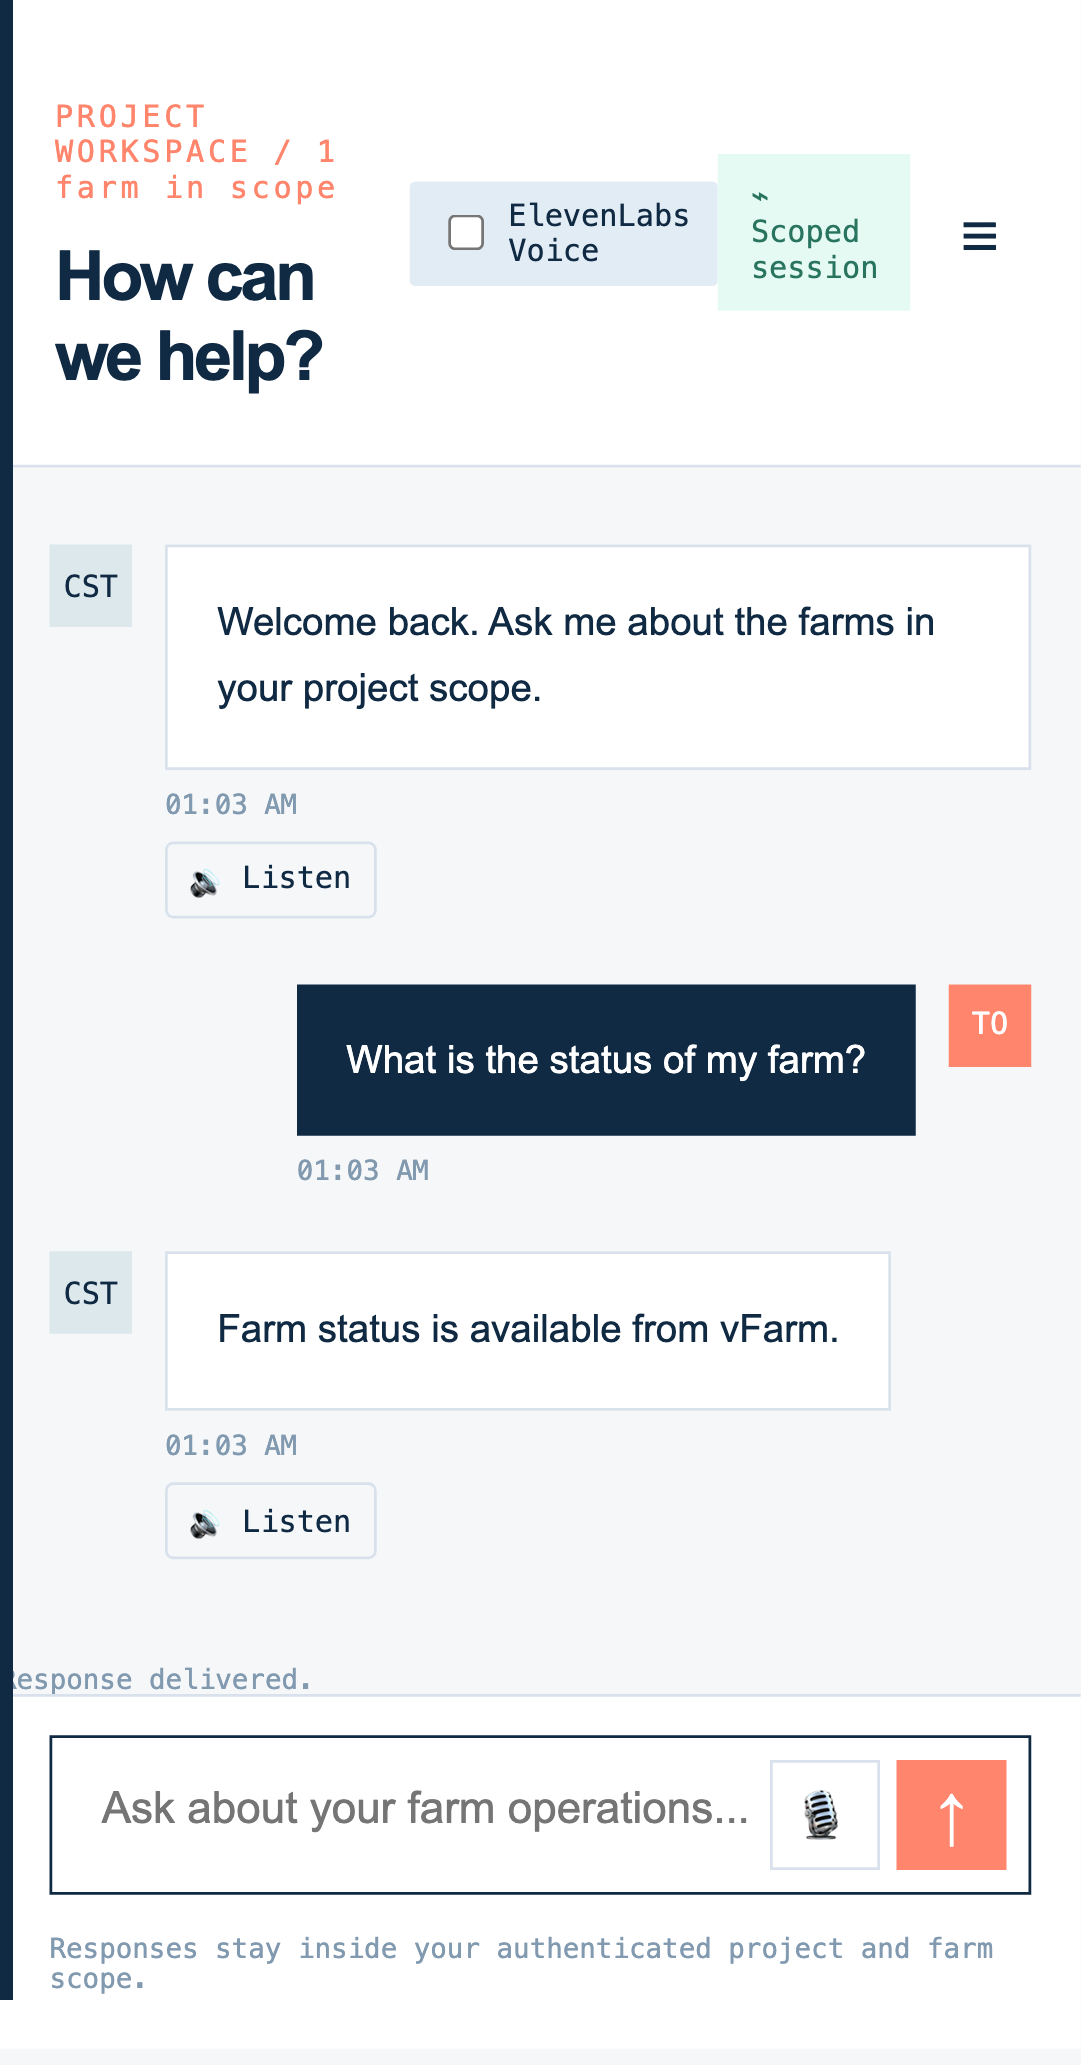 PROJECT
WORKSPACE / 1
farm in scope
How can
we help?
ElevenLabs
Voice
⌁
Scoped
session
≡
CST
Welcome back. Ask me about the farms in
your project scope.
01:03 AM
🔊 Listen
What is the status of my farm?
TO
01:03 AM
CST
Farm status is available from vFarm.
01:03 AM
🔊 Listen
Response delivered.
Ask about your farm operations...
🎙 ↑
Responses stay inside your authenticated project and farm
scope.